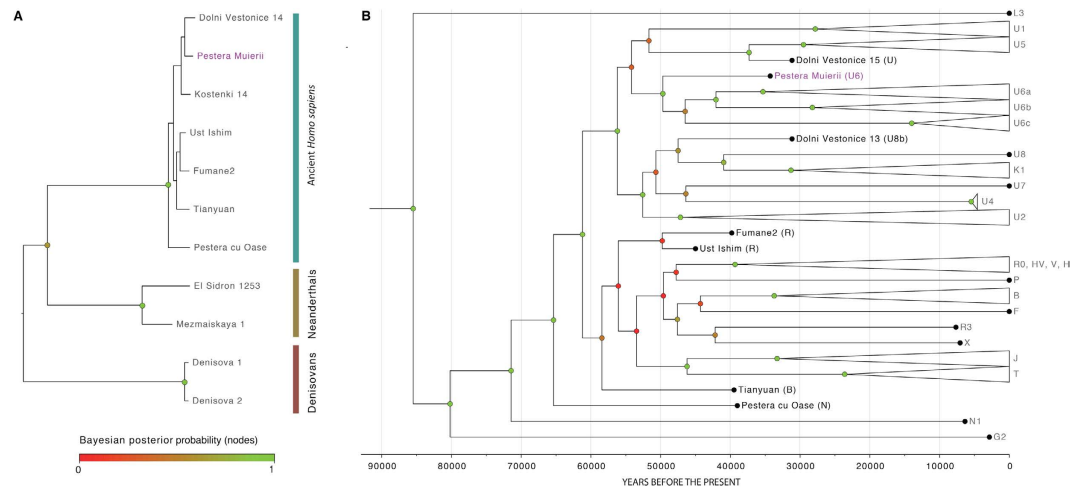 A
Dolni Vestonice 14
Pestera Muierii
Kostenki 14
Ust Ishim
Fumane2
Tianyuan
Pestera cu Oase
El Sidron 1253
Mezmaiskaya 1
Denisova 1
Denisova 2
Ancient Homo sapiens
Neanderthals
Denisovans
Bayesian posterior probability (nodes)
0 1
B
L3
U1
U5
Dolni Vestonice 15 (U)
Pestera Muierii (U6)
U6a
U6b
U6c
Dolni Vestonice 13 (U8b)
U8
K1
U7
U4
U2
Fumane2 (R)
Ust Ishim (R)
R0, HV, V, H
P
B
F
R3
X
J
T
Tianyuan (B)
Pestera cu Oase (N)
N1
G2
90000 80000 70000 60000 50000 40000 30000 20000 10000 0
YEARS BEFORE THE PRESENT